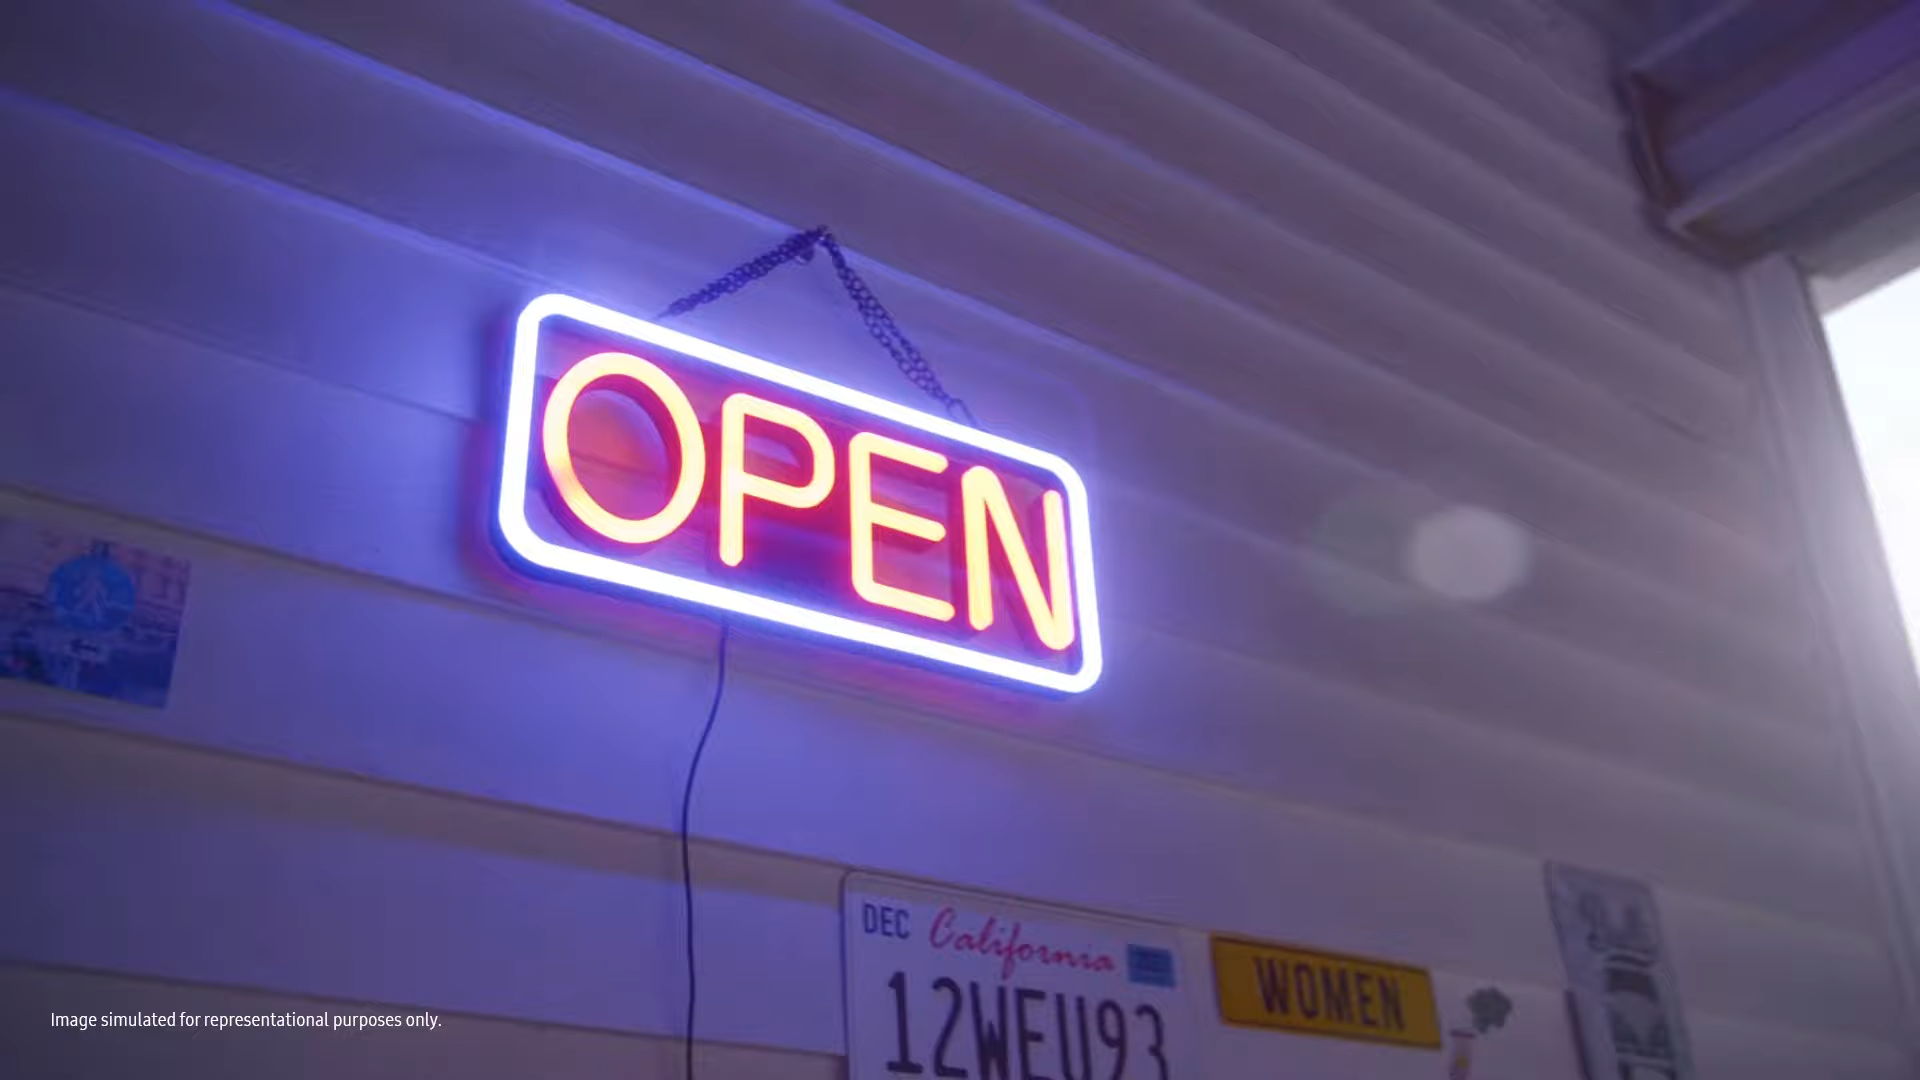 OPEN
DEC California
12WEU93
WOMEN
Image simulated for representational purposes only.